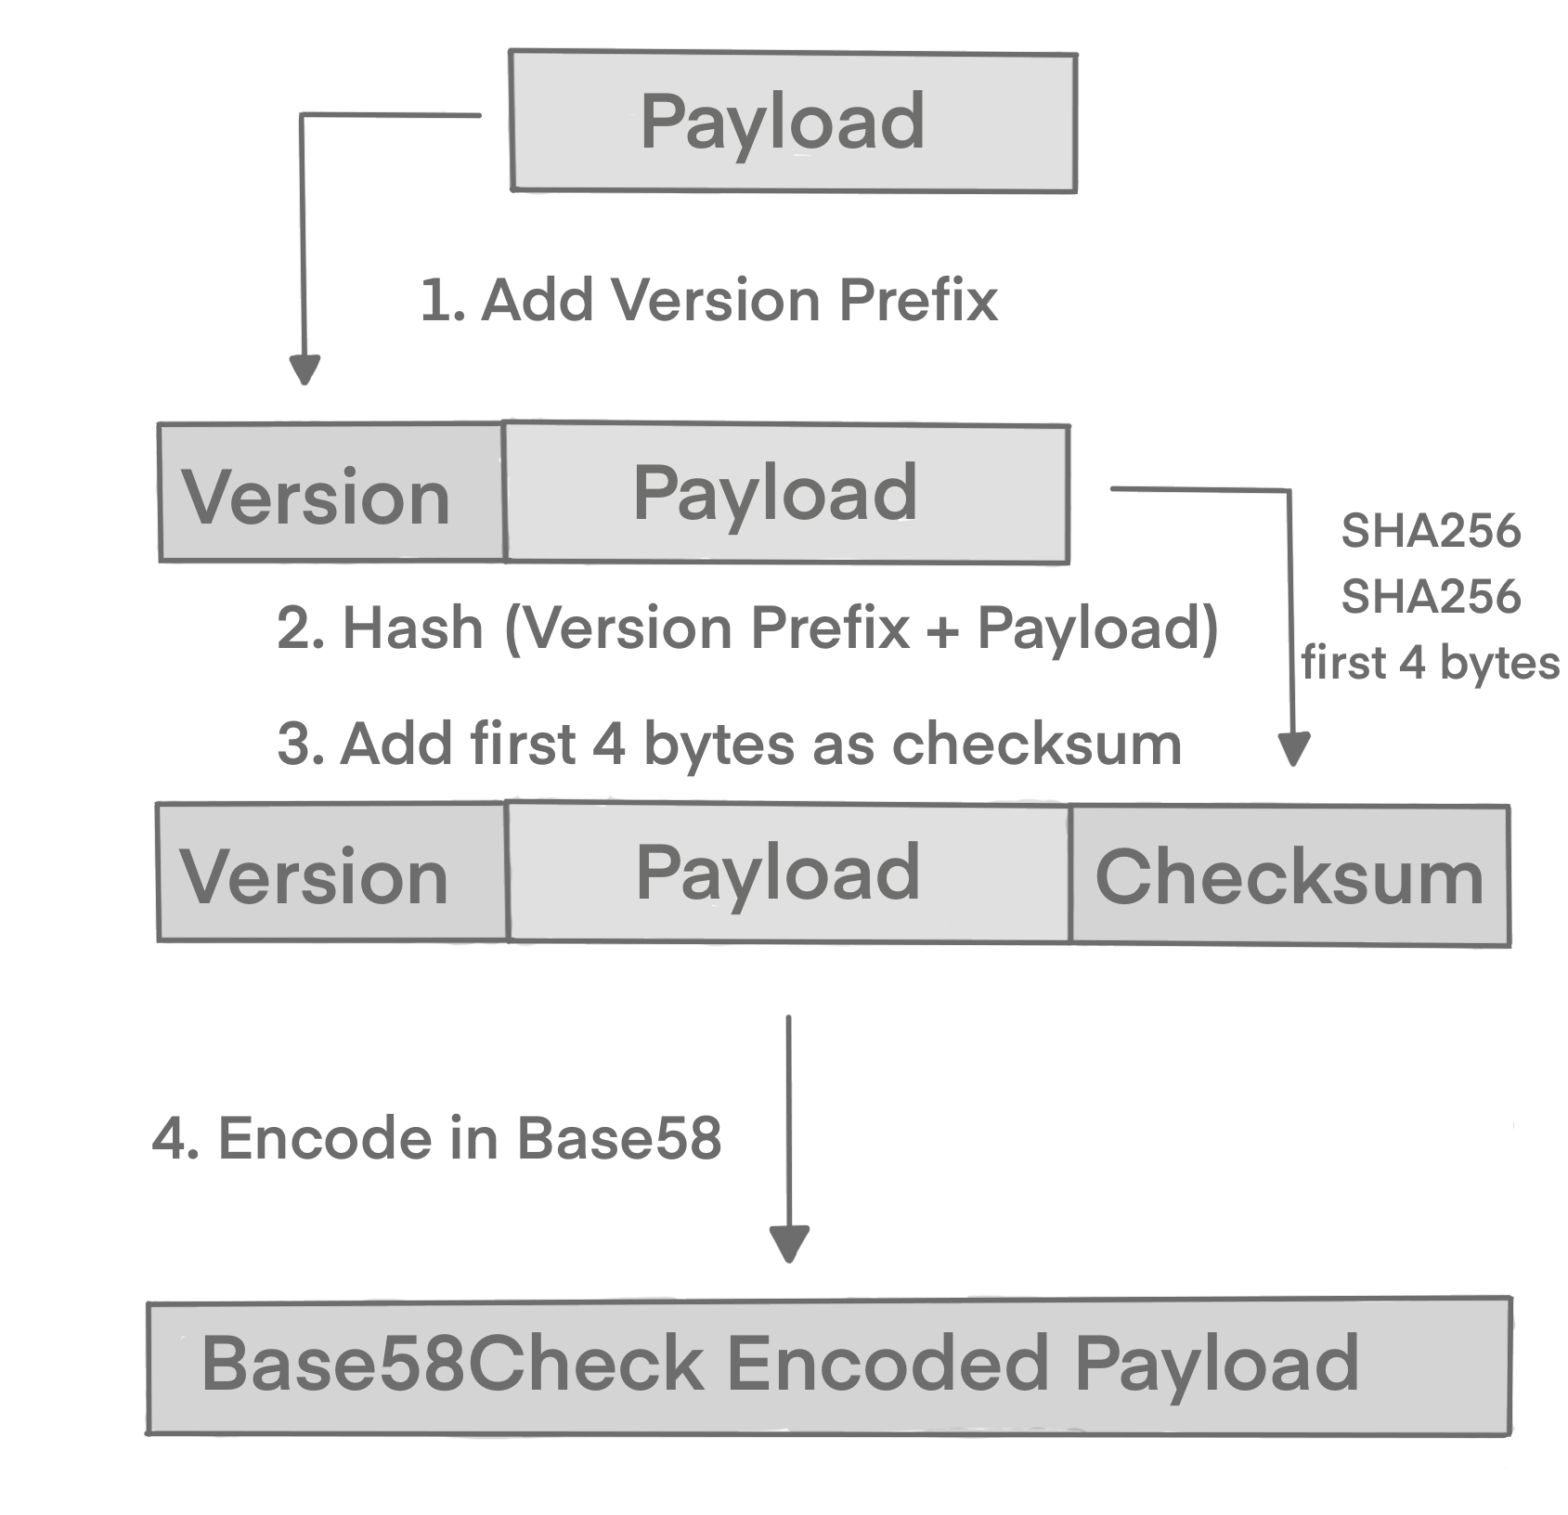 Payload
1. Add Version Prefix
Version
Payload
SHA256
SHA256
first 4 bytes
2. Hash (Version Prefix + Payload)
3. Add first 4 bytes as checksum
Version
Payload
Checksum
4. Encode in Base58
Base58Check Encoded Payload